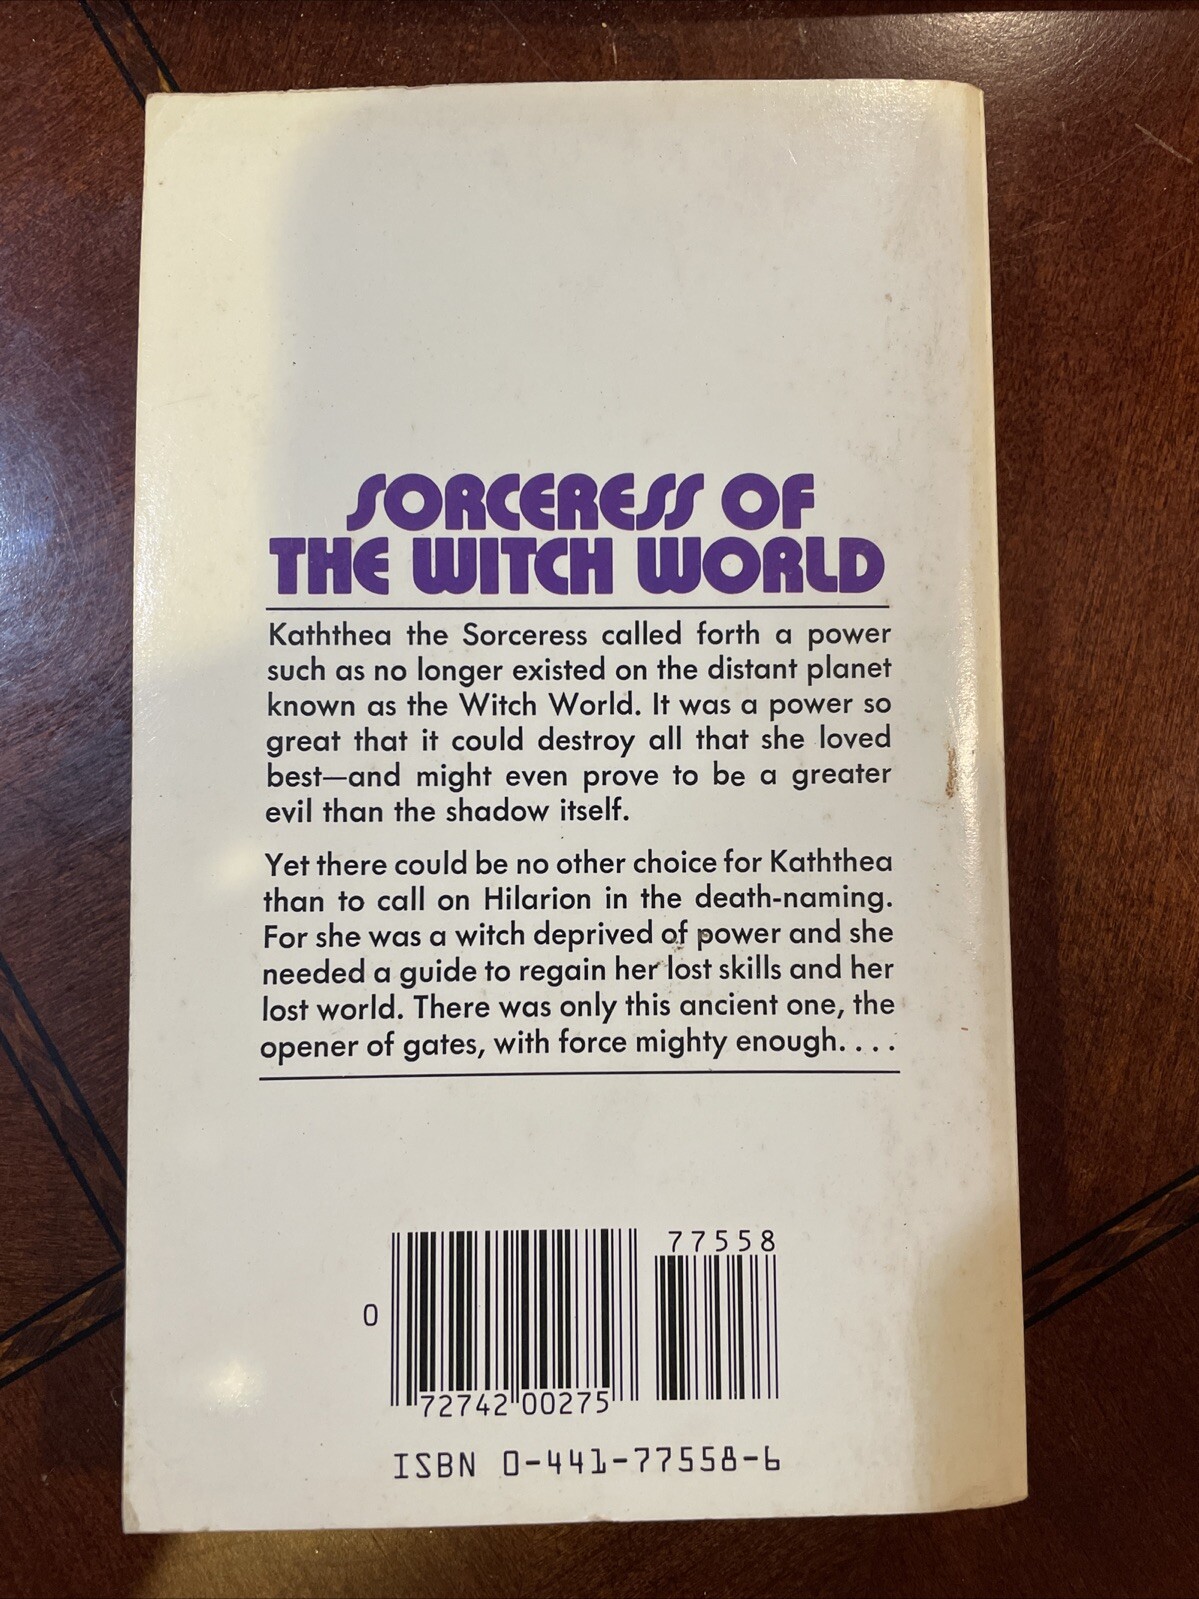 SORCERESS OF
THE WITCH WORLD
Kaththea the Sorceress called forth a power
such as no longer existed on the distant planet
known as the Witch World. It was a power so
great that it could destroy all that she loved
best—and might even prove to be a greater
evil than the shadow itself.
Yet there could be no other choice for Kaththea
than to call on Hilarion in the death-naming.
For she was a witch deprived of power and she
needed a guide to regain her lost skills and her
lost world. There was only this ancient one, the
opener of gates, with force mighty enough. . . .
77558
0
72742 00275
ISBN 0-441-77558-6